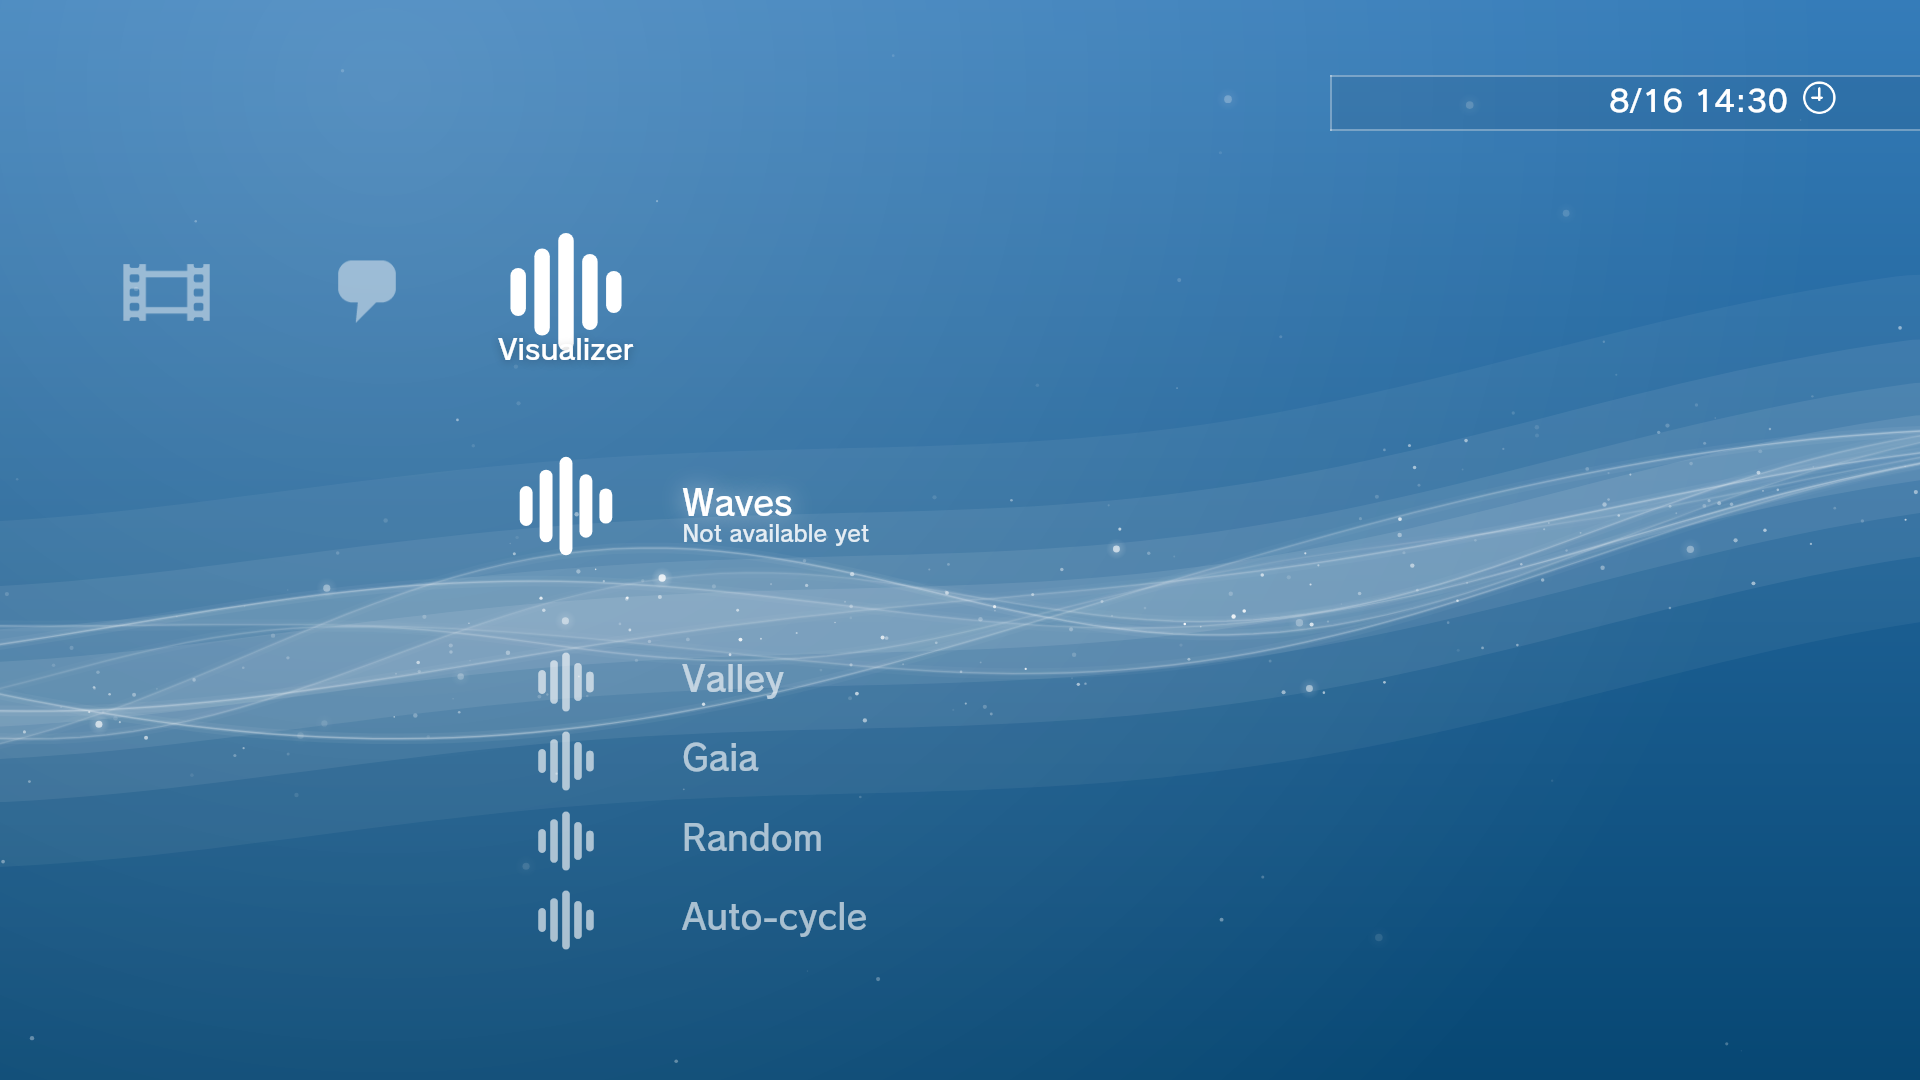 8/16 14:30
Visualizer
Waves
Not available yet
Valley
Gaia
Random
Auto-cycle